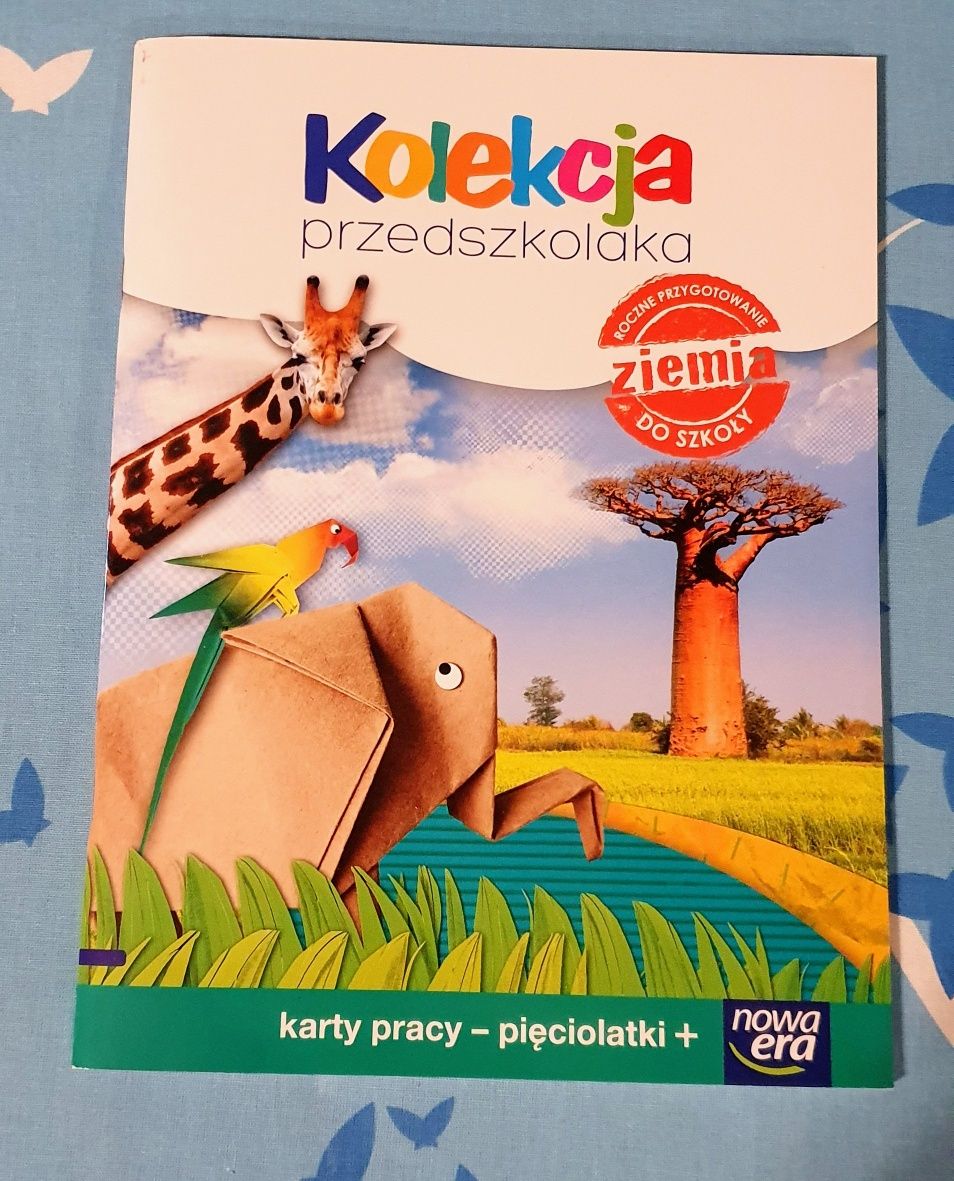 Kolekcja
przedszkolaka
ROCZNE PRZYGOTOWANIE
ziemia
DO SZKOŁY
karty pracy – pięciolatki +
nowa
era